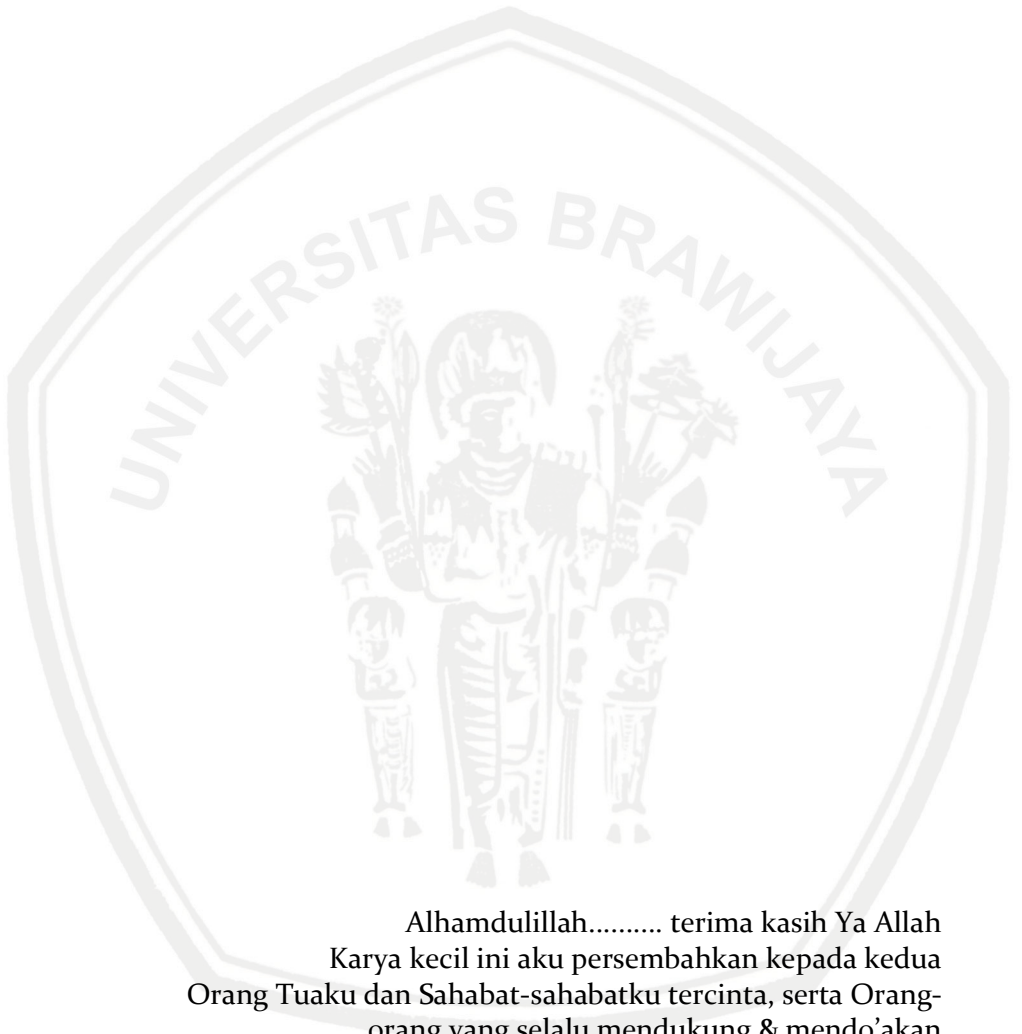 UNIVERSITAS BRAWIJAYA
Alhamdulillah.......... terima kasih Ya Allah
Karya kecil ini aku persembahkan kepada kedua
Orang Tuaku dan Sahabat-sahabatku tercinta, serta Orang-
orang yang selalu mendukung & mendo’akan